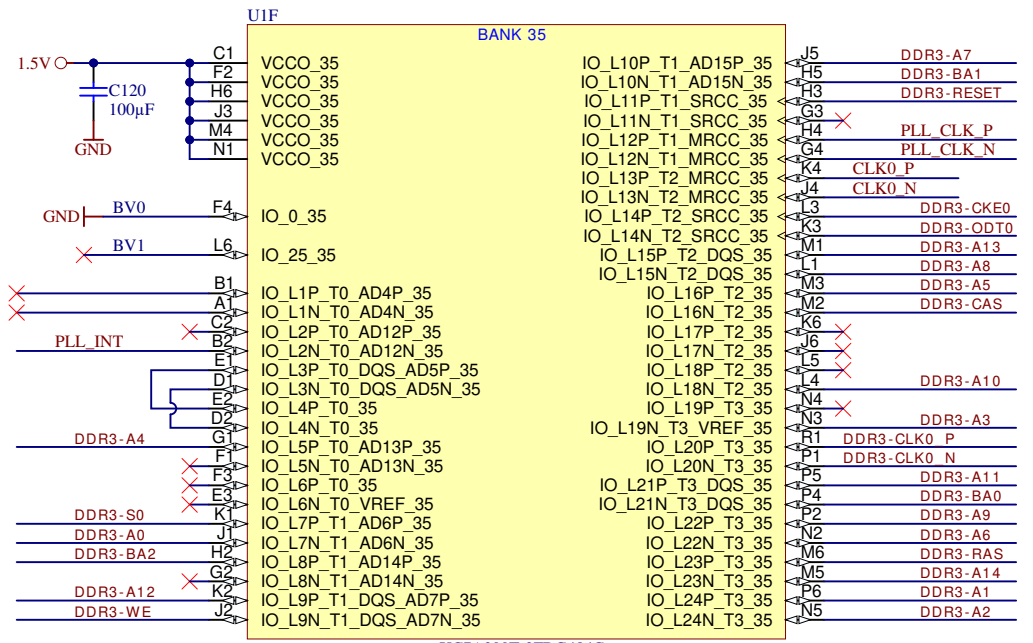 U1F
BANK 35
1.5V
C120
100µF
GND
C1 VCCO_35
F2 VCCO_35
H6 VCCO_35
J3 VCCO_35
M4 VCCO_35
N1 VCCO_35
GND BV0 F4 IO_0_35
BV1 L6 IO_25_35
B1 IO_L1P_T0_AD4P_35
A1 IO_L1N_T0_AD4N_35
C2 IO_L2P_T0_AD12P_35
PLL_INT B2 IO_L2N_T0_AD12N_35
E1 IO_L3P_T0_DQS_AD5P_35
D1 IO_L3N_T0_DQS_AD5N_35
E2 IO_L4P_T0_35
D2 IO_L4N_T0_35
DDR3-A4 G1 IO_L5P_T0_AD13P_35
F1 IO_L5N_T0_AD13N_35
F3 IO_L6P_T0_35
E3 IO_L6N_T0_VREF_35
DDR3-S0 K1 IO_L7P_T1_AD6P_35
DDR3-A0 J1 IO_L7N_T1_AD6N_35
DDR3-BA2 H2 IO_L8P_T1_AD14P_35
G2 IO_L8N_T1_AD14N_35
DDR3-A12 K2 IO_L9P_T1_DQS_AD7P_35
DDR3-WE J2 IO_L9N_T1_DQS_AD7N_35
IO_L10P_T1_AD15P_35 J5 DDR3-A7
IO_L10N_T1_AD15N_35 H5 DDR3-BA1
IO_L11P_T1_SRCC_35 H3 DDR3-RESET
IO_L11N_T1_SRCC_35 G3
IO_L12P_T1_MRCC_35 H4 PLL_CLK_P
IO_L12N_T1_MRCC_35 G4 PLL_CLK_N
IO_L13P_T2_MRCC_35 K4 CLK0_P
IO_L13N_T2_MRCC_35 J4 CLK0_N
IO_L14P_T2_SRCC_35 L3 DDR3-CKE0
IO_L14N_T2_SRCC_35 K3 DDR3-ODT0
IO_L15P_T2_DQS_35 M1 DDR3-A13
IO_L15N_T2_DQS_35 L1 DDR3-A8
IO_L16P_T2_35 M3 DDR3-A5
IO_L16N_T2_35 M2 DDR3-CAS
IO_L17P_T2_35 K6
IO_L17N_T2_35 J6
IO_L18P_T2_35 L5
IO_L18N_T2_35 L4 DDR3-A10
IO_L19P_T3_35 N4
IO_L19N_T3_VREF_35 N3 DDR3-A3
IO_L20P_T3_35 R1 DDR3-CLK0_P
IO_L20N_T3_35 P1 DDR3-CLK0_N
IO_L21P_T3_DQS_35 P5 DDR3-A11
IO_L21N_T3_DQS_35 P4 DDR3-BA0
IO_L22P_T3_35 P2 DDR3-A9
IO_L22N_T3_35 N2 DDR3-A6
IO_L23P_T3_35 M6 DDR3-RAS
IO_L23N_T3_35 M5 DDR3-A14
IO_L24P_T3_35 P6 DDR3-A1
IO_L24N_T3_35 N5 DDR3-A2